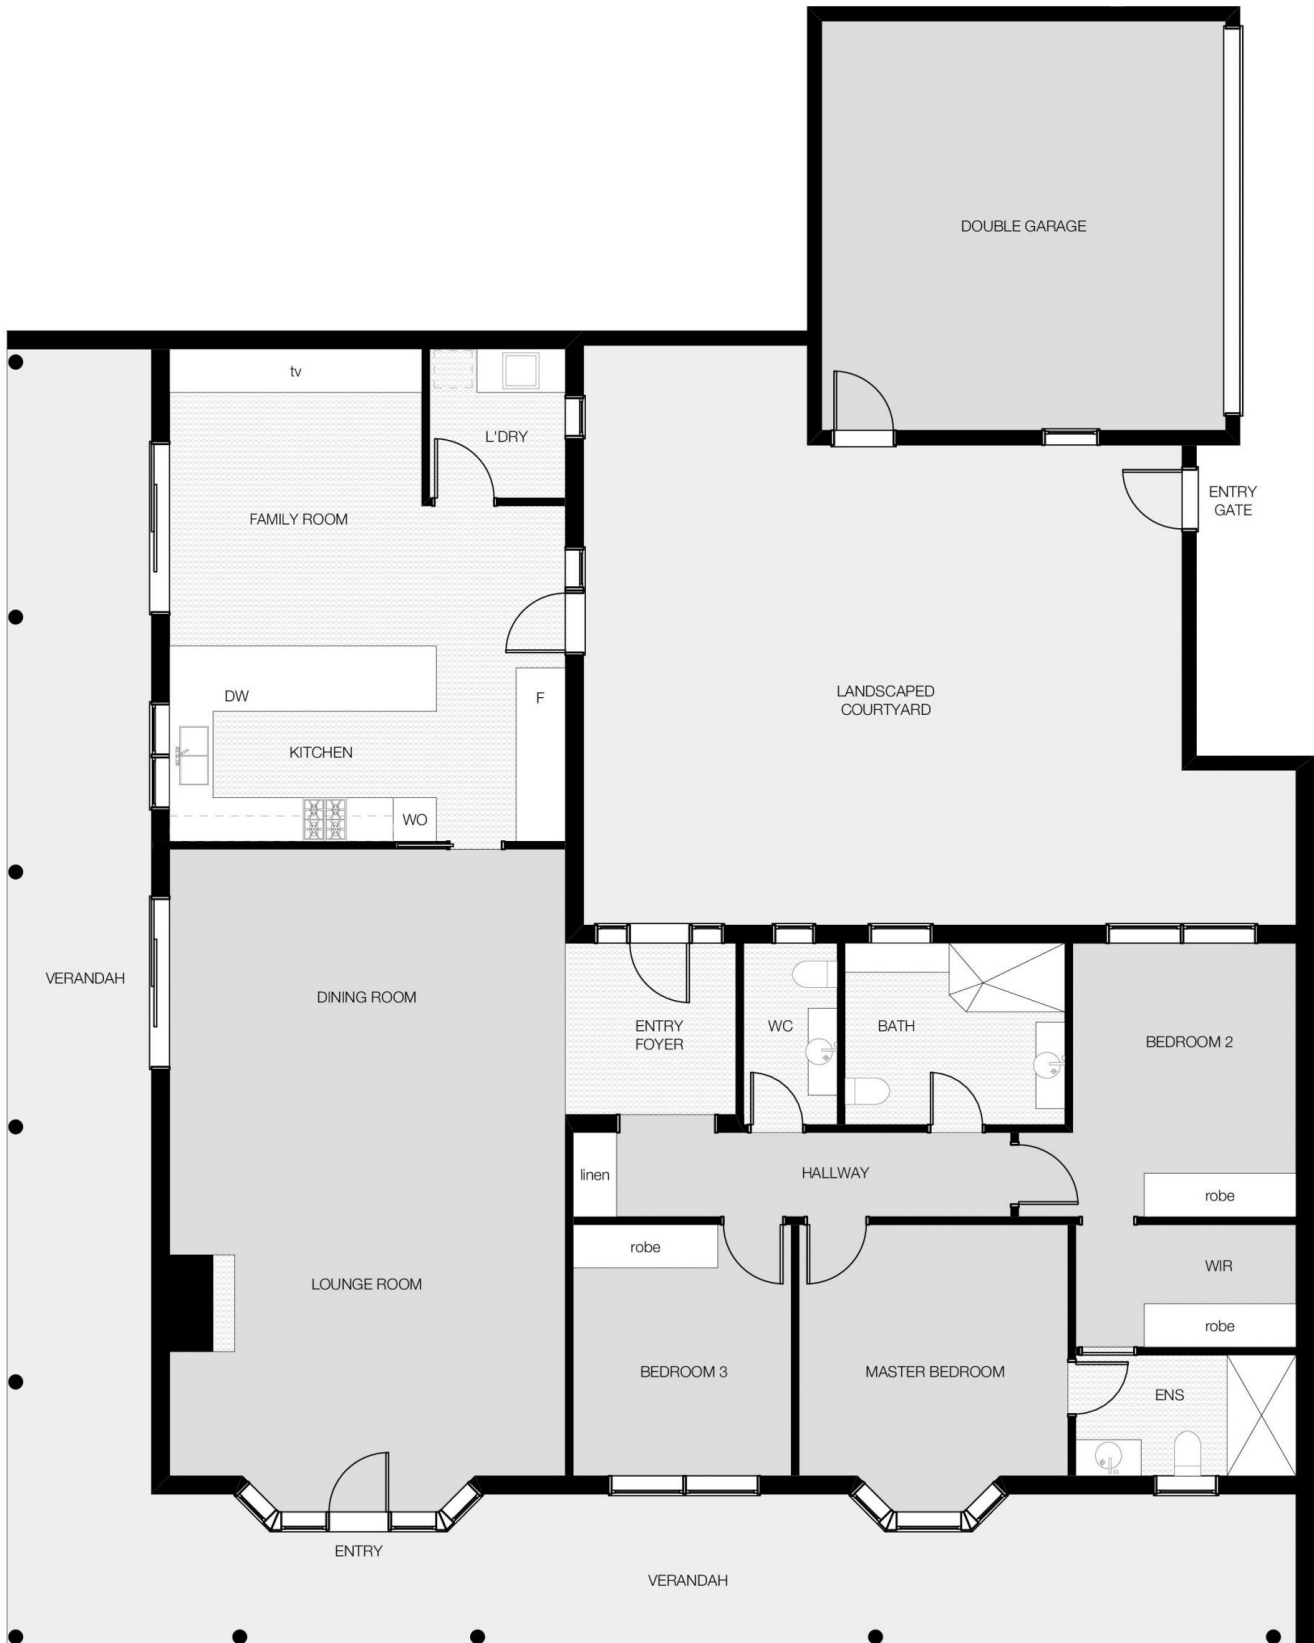 DOUBLE GARAGE
tv
L'DRY
FAMILY ROOM
ENTRY
GATE
DW
F
LANDSCAPED
COURTYARD
KITCHEN
WO
VERANDAH
DINING ROOM
ENTRY
FOYER
WC
BATH
BEDROOM 2
linen
HALLWAY
robe
robe
LOUNGE ROOM
WIR
robe
BEDROOM 3
MASTER BEDROOM
ENS
ENTRY
VERANDAH